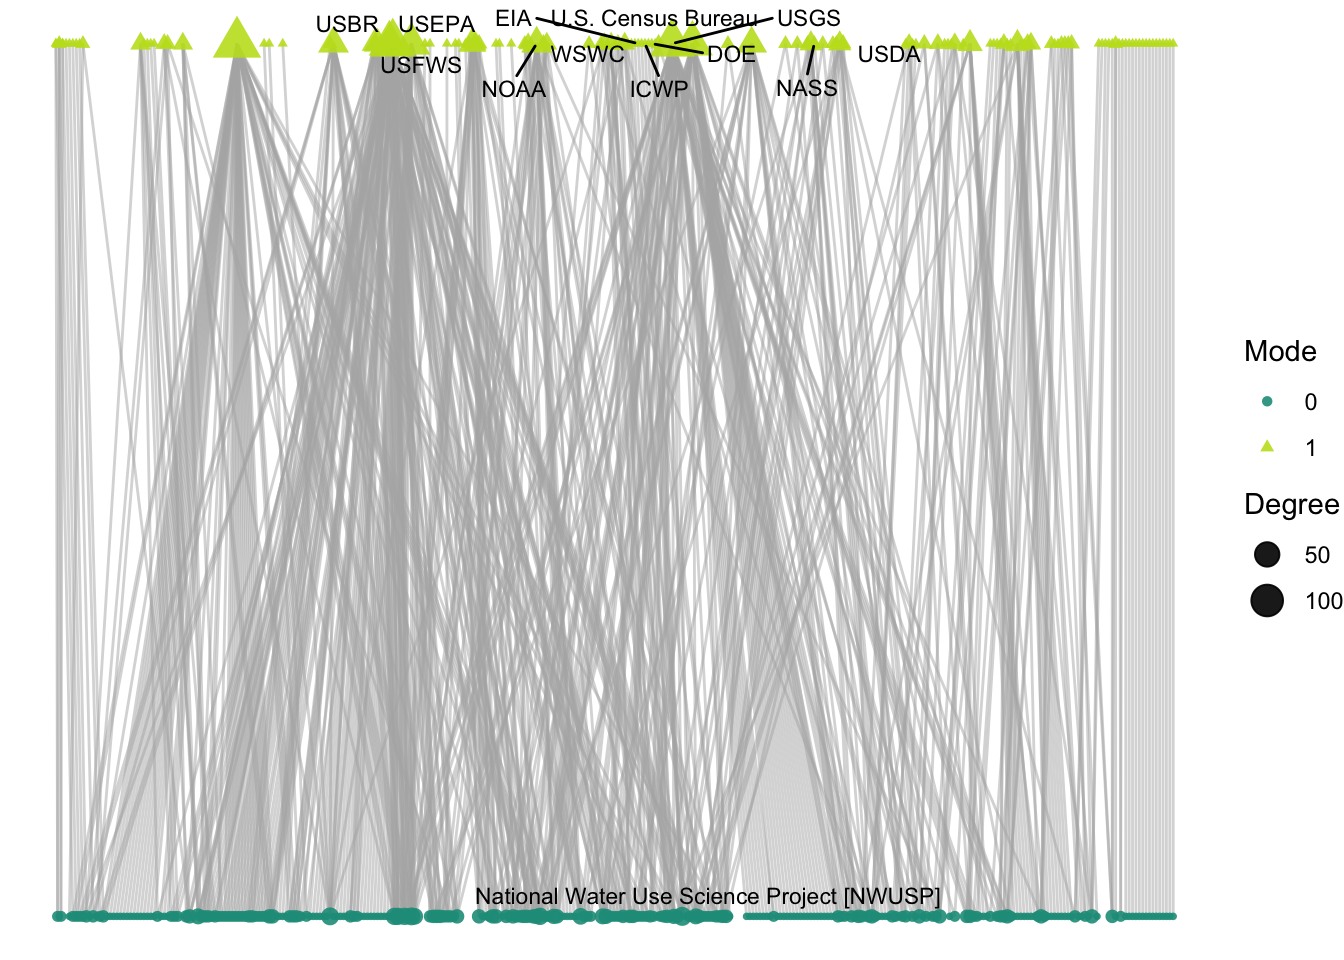 EIA U.S. Census Bureau USGS
USBR USEPA
WSWC DOE USDA
USFWS
NOAA ICWP NASS
Mode
0
1
Degree
50
100
National Water Use Science Project [NWUSP]